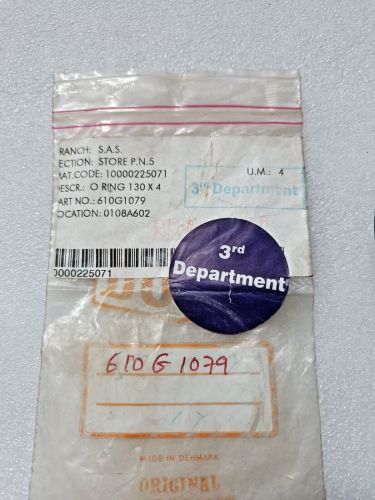 RANCH: S.A.S.
ECTION: STORE P.N.5
MAT.CODE: 10000225071
U.M.: 4
DESCR.: O RING 130 X 4
3rd Department
ART NO.: 610G1079
OCATION: 0108A602
3rd
Department
0000225071
610G1079
MADE IN DENMARK
ORIGINAL